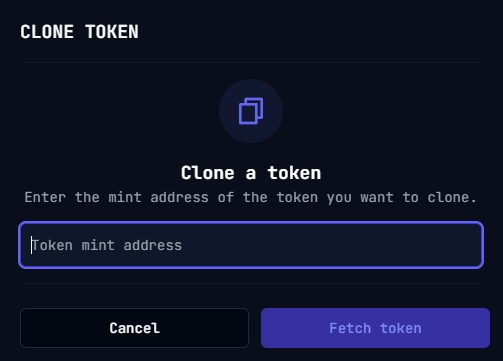 CLONE TOKEN
Clone a token
Enter the mint address of the token you want to clone.
Token mint address
Cancel Fetch token